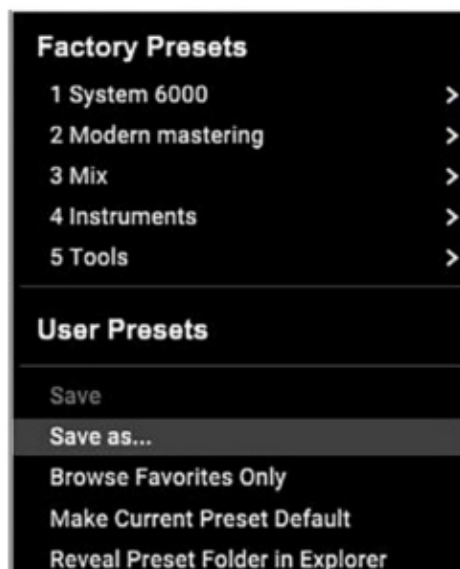 Factory Presets
1 System 6000
2 Modern mastering
3 Mix
4 Instruments
5 Tools
User Presets
Save
Save as...
Browse Favorites Only
Make Current Preset Default
Reveal Preset Folder in Explorer